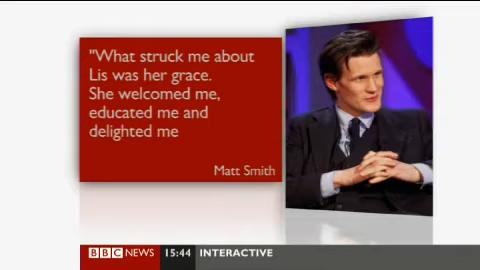 "What struck me about
Lis was her grace.
She welcomed me,
educated me and
delighted me
Matt Smith
BBC NEWS 15:44 INTERACTIVE